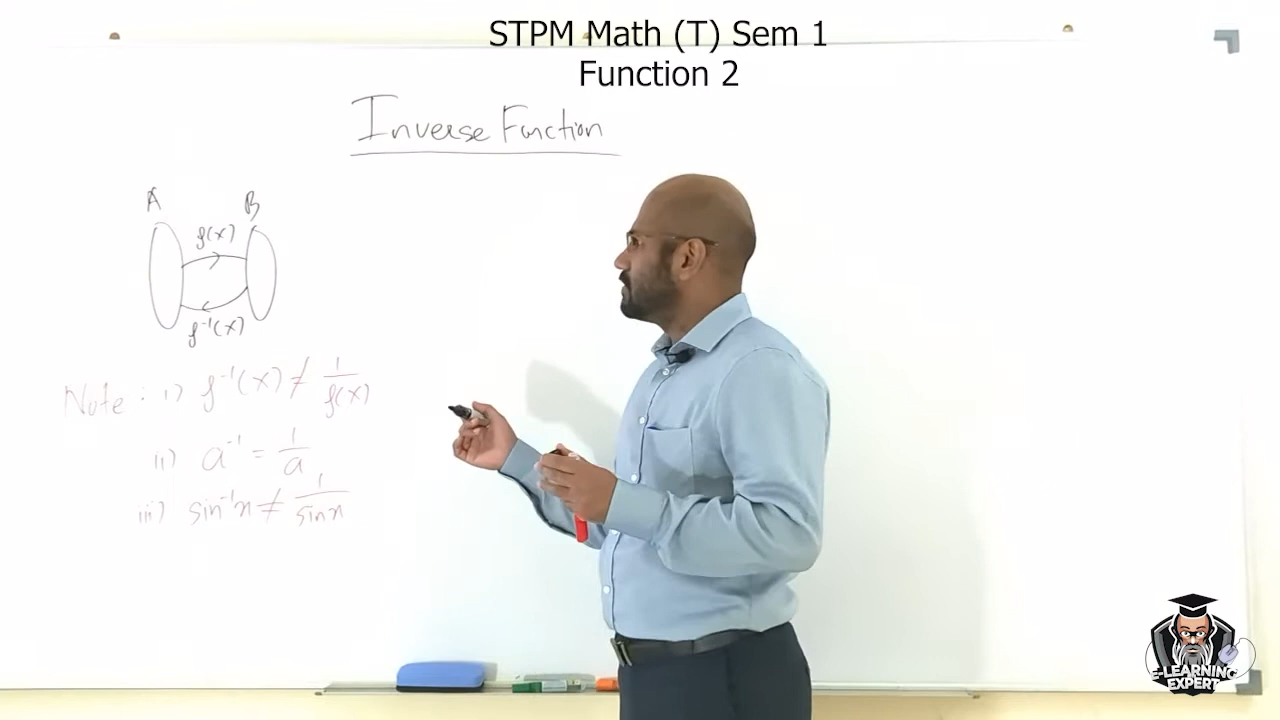 STPM Math (T) Sem 1
Function 2
Inverse Function
A B
f(x)
f⁻¹(x)
Note: i) f⁻¹(x) ≠ 1/f(x)
ii) a⁻¹ = 1/a
iii) sin⁻¹x ≠ 1/sinx
E-LEARNING
EXPERT